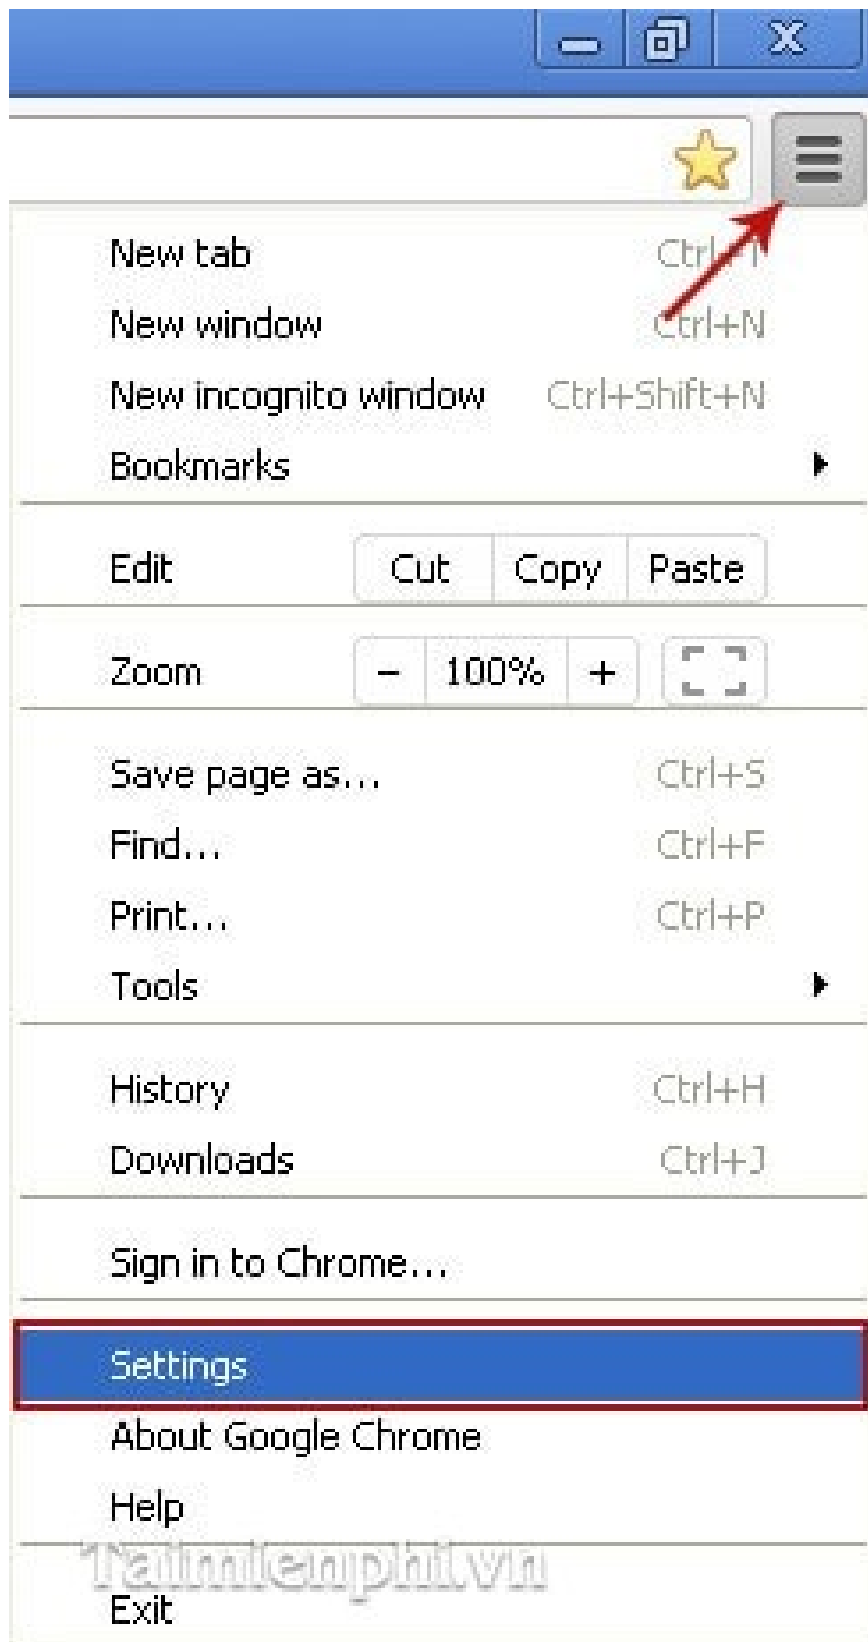 New tab Ctrl+T
New window Ctrl+N
New incognito window Ctrl+Shift+N
Bookmarks
Edit Cut Copy Paste
Zoom - 100% +
Save page as... Ctrl+S
Find... Ctrl+F
Print... Ctrl+P
Tools
History Ctrl+H
Downloads Ctrl+J
Sign in to Chrome...
Settings
About Google Chrome
Help
Taimienphi.vn
Exit